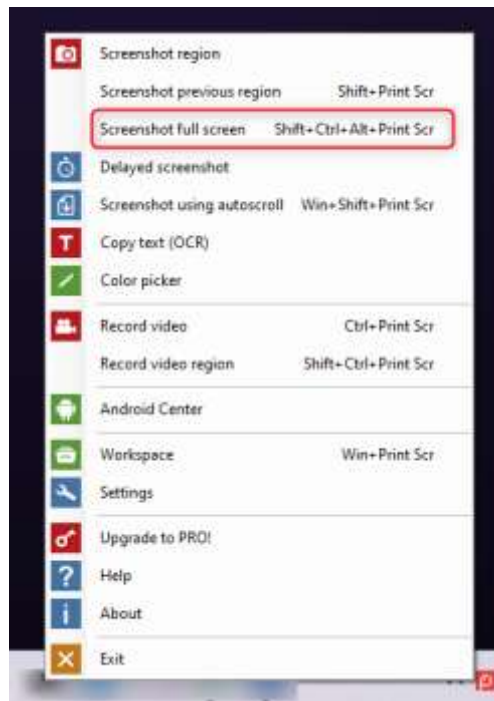 Screenshot region
Screenshot previous region Shift+Print Scr
Screenshot full screen Shift+Ctrl+Alt+Print Scr
Delayed screenshot
Screenshot using autoscroll Win+Shift+Print Scr
Copy text (OCR)
Color picker
Record video Ctrl+Print Scr
Record video region Shift+Ctrl+Print Scr
Android Center
Workspace Win+Print Scr
Settings
Upgrade to PRO!
Help
About
Exit